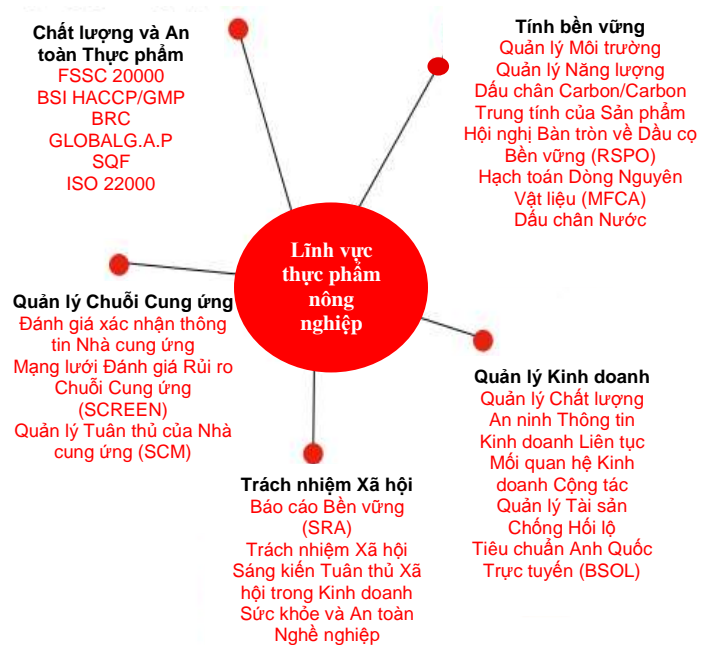 Chất lượng và An
toàn Thực phẩm
FSSC 20000
BSI HACCP/GMP
BRC
GLOBALG.A.P
SQF
ISO 22000
Tính bền vững
Quản lý Môi trường
Quản lý Năng lượng
Dấu chân Carbon/Carbon
Trung tính của Sản phẩm
Hội nghị Bàn tròn về Dầu cọ
Bền vững (RSPO)
Hạch toán Dòng Nguyên
Vật liệu (MFCA)
Dấu chân Nước
Lĩnh vực
thực phẩm
nông
nghiệp
Quản lý Chuỗi Cung ứng
Đánh giá xác nhận thông
tin Nhà cung ứng
Mạng lưới Đánh giá Rủi ro
Chuỗi Cung ứng
(SCREEN)
Quản lý Tuân thủ của Nhà
cung ứng (SCM)
Quản lý Kinh doanh
Quản lý Chất lượng
An ninh Thông tin
Kinh doanh Liên tục
Mối quan hệ Kinh
doanh Cộng tác
Quản lý Tài sản
Chống Hối lộ
Tiêu chuẩn Anh Quốc
Trực tuyến (BSOL)
Trách nhiệm Xã hội
Báo cáo Bền vững
(SRA)
Trách nhiệm Xã hội
Sáng kiến Tuân thủ Xã
hội trong Kinh doanh
Sức khỏe và An toàn
Nghề nghiệp